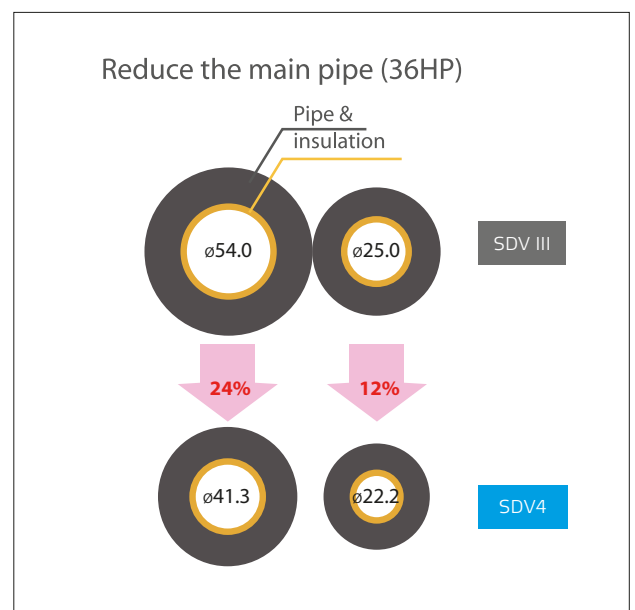 Reduce the main pipe (36HP)
Pipe &
insulation
ø54.0
ø25.0
SDV III
24%
12%
ø41.3
ø22.2
SDV4